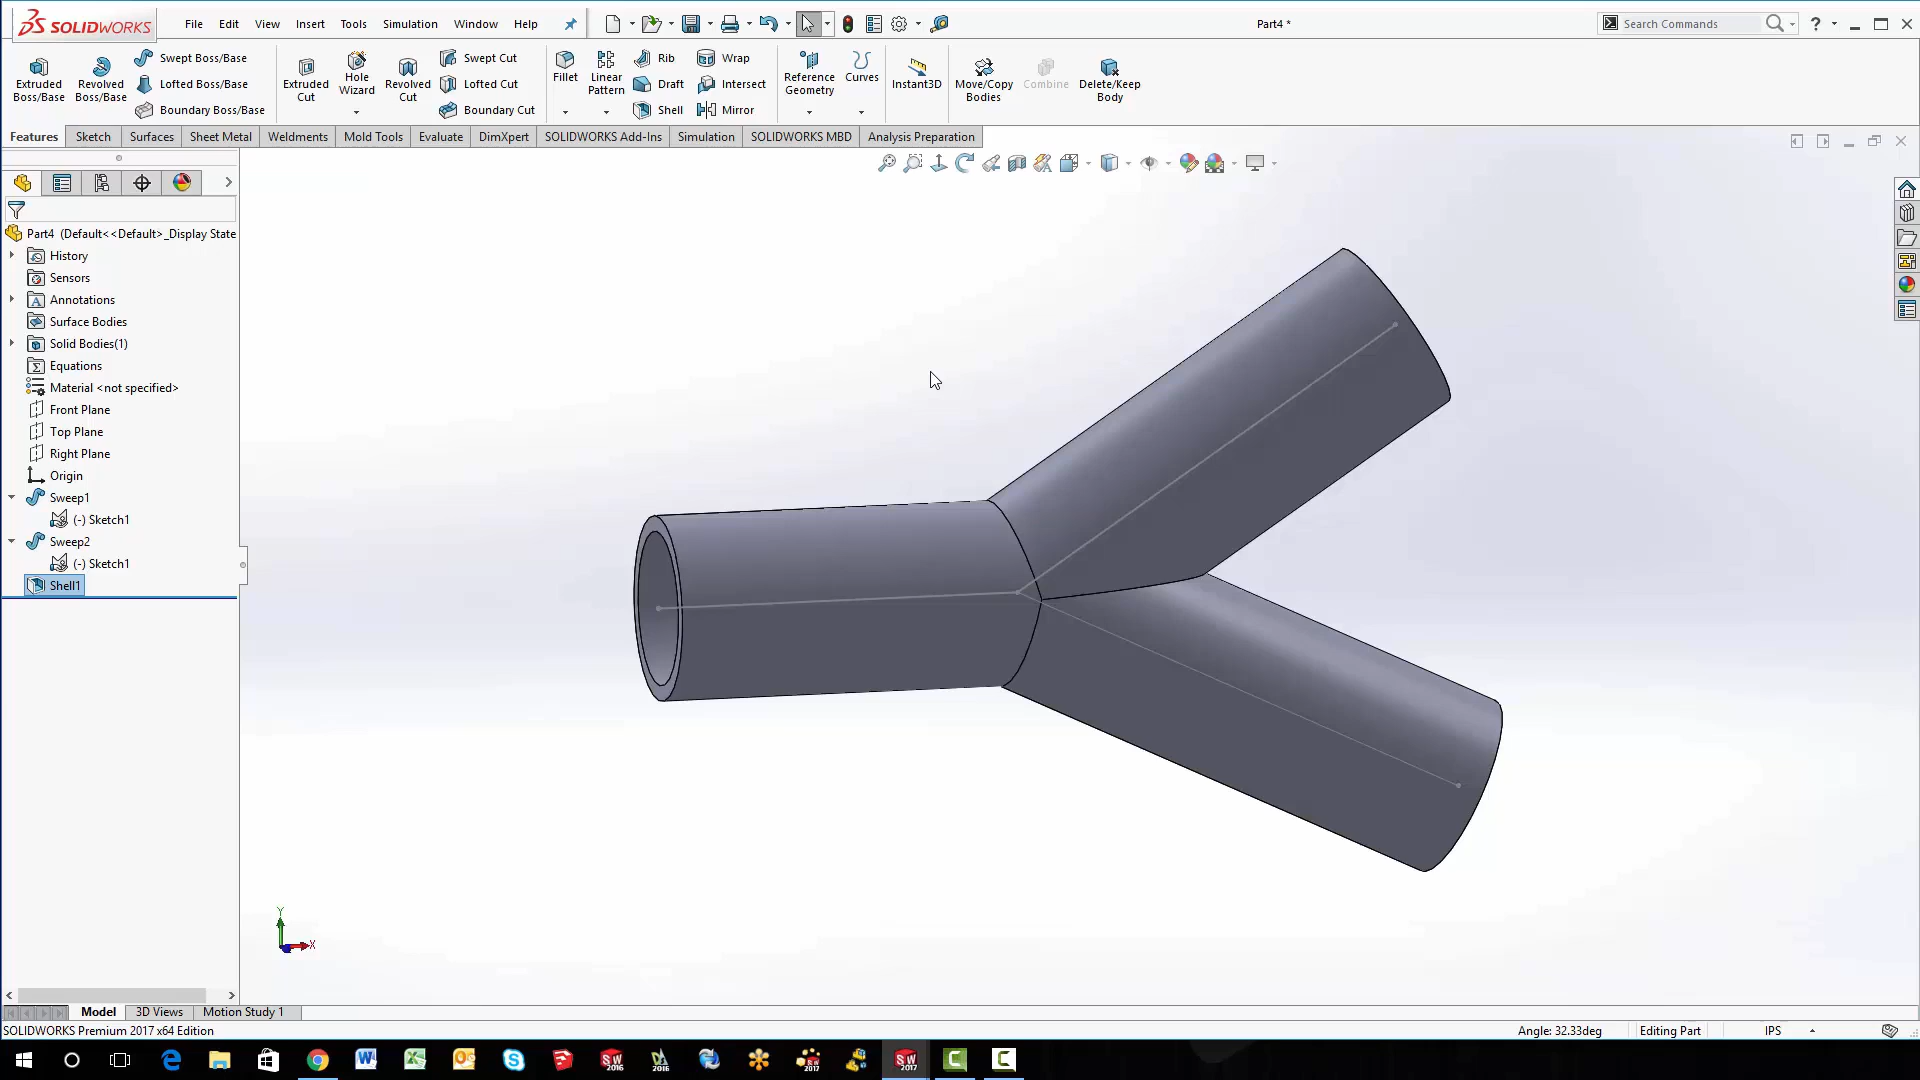 SOLIDWORKS
File Edit View Insert Tools Simulation Window Help
Part4 *
Search Commands
Extruded Boss/Base
Revolved Boss/Base
Swept Boss/Base
Lofted Boss/Base
Boundary Boss/Base
Extruded Cut
Hole Wizard
Revolved Cut
Swept Cut
Lofted Cut
Boundary Cut
Fillet
Linear Pattern
Rib
Draft
Shell
Wrap
Intersect
Mirror
Reference Geometry
Curves
Instant3D
Move/Copy Bodies
Combine
Delete/Keep Body
Features Sketch Surfaces Sheet Metal Weldments Mold Tools Evaluate DimXpert SOLIDWORKS Add-Ins Simulation SOLIDWORKS MBD Analysis Preparation
Part4 (Default<<Default>_Display State
History
Sensors
Annotations
Surface Bodies
Solid Bodies(1)
Equations
Material <not specified>
Front Plane
Top Plane
Right Plane
Origin
Sweep1
(-) Sketch1
Sweep2
(-) Sketch1
Shell1
Y
X
Model 3D Views Motion Study 1
SOLIDWORKS Premium 2017 x64 Edition
Angle: 32.33deg Editing Part IPS